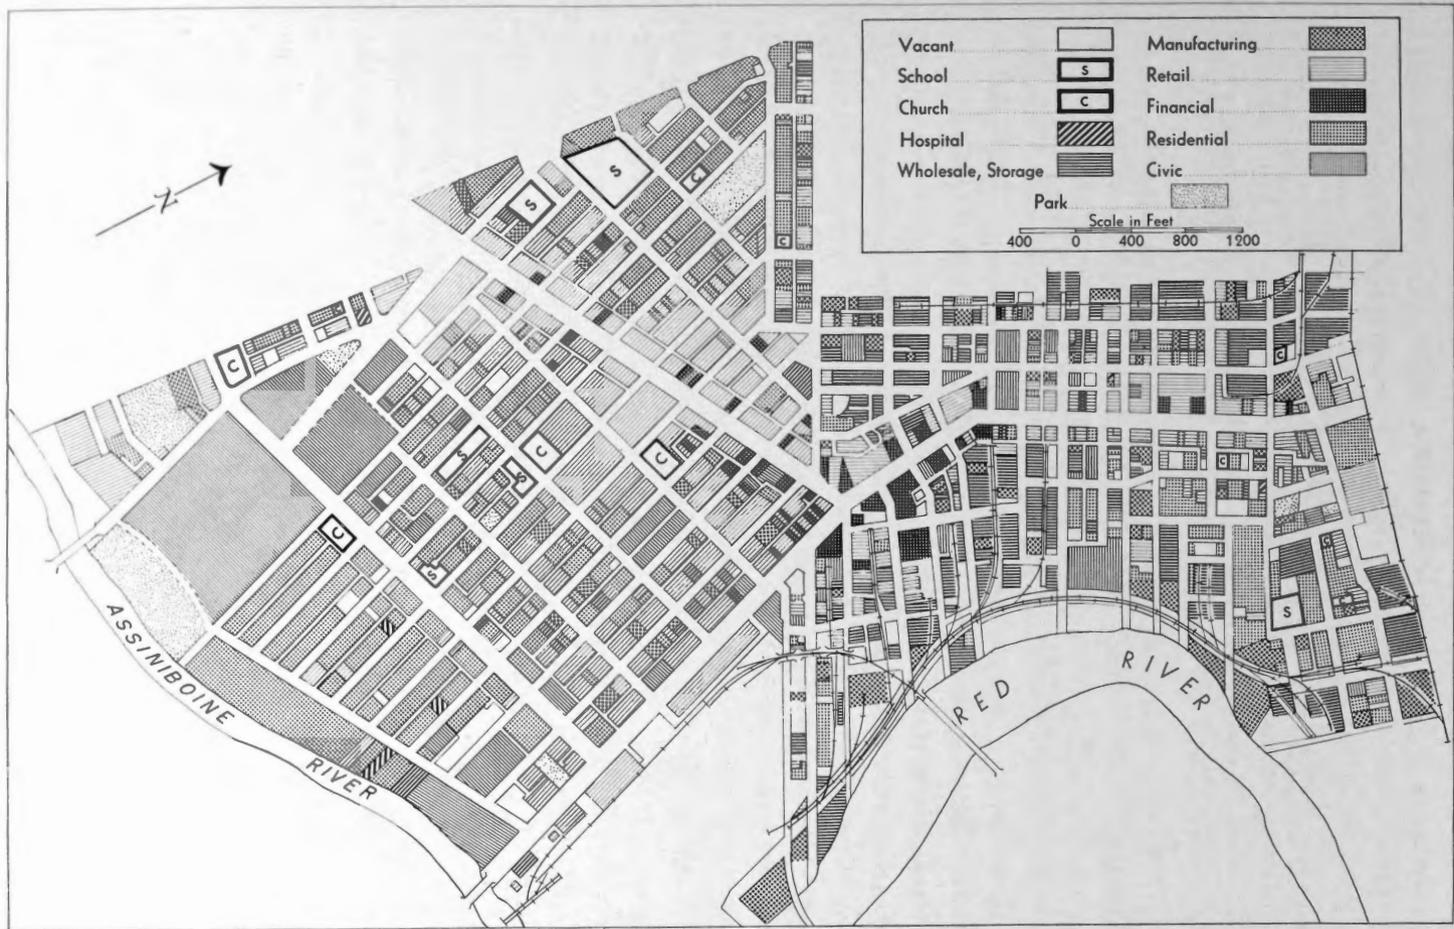 Vacant
School S
Church C
Hospital
Wholesale, Storage
Manufacturing
Retail
Financial
Residential
Civic
Park
Scale in Feet
400 0 400 800 1200
N
S
S
C
C
C
S
S
C
C
C
S
C
C
C
S
ASSINIBOINE
RIVER
RED
RIVER